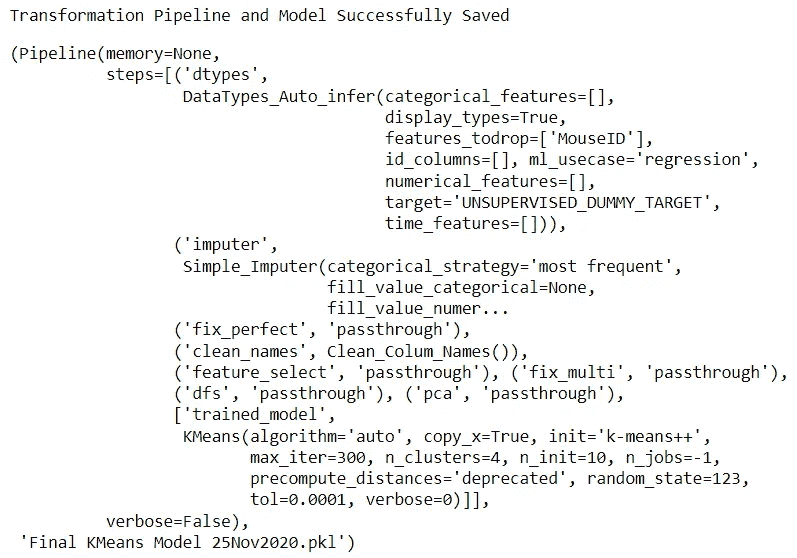 Transformation Pipeline and Model Successfully Saved
(Pipeline(memory=None,
steps=[('dtypes',
DataTypes_Auto_infer(categorical_features=[],
display_types=True,
features_todrop=['MouseID'],
id_columns=[], ml_usecase='regression',
numerical_features=[],
target='UNSUPERVISED_DUMMY_TARGET',
time_features=[])),
('imputer',
Simple_Imputer(categorical_strategy='most frequent',
fill_value_categorical=None,
fill_value_numer...
('fix_perfect', 'passthrough'),
('clean_names', Clean_Colum_Names()),
('feature_select', 'passthrough'), ('fix_multi', 'passthrough'),
('dfs', 'passthrough'), ('pca', 'passthrough'),
['trained_model',
KMeans(algorithm='auto', copy_x=True, init='k-means++',
max_iter=300, n_clusters=4, n_init=10, n_jobs=-1,
precompute_distances='deprecated', random_state=123,
tol=0.0001, verbose=0)]],
verbose=False),
'Final KMeans Model 25Nov2020.pkl')